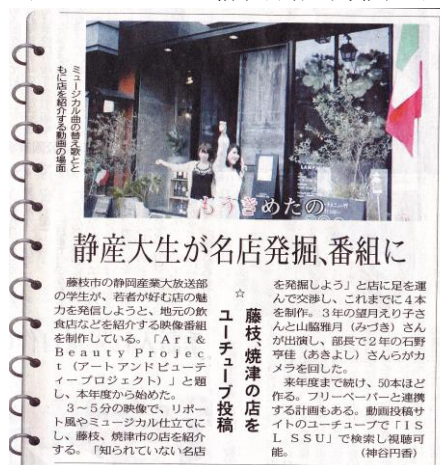 ミュージカル曲の替え歌とと
もに店を紹介する動画の場面
もうきめたの
静産大生が名店発掘、番組に
藤枝市の静岡産業大放送部
の学生が、若者が好む店の魅
力を発信しようと、地元の飲
食店などを紹介する映像番組
を制作している。「Art&
Beauty Projec
t(アートアンドビューテ
ィープロジェクト)」と題
し、本年度から始めた。
3~5分の映像で、リポー
ト風やミュージカル仕立てに
し、藤枝、焼津市の店を紹介
する。「知られていない名店
☆
藤枝、焼津の店を
ユーチューブ投稿
を発掘しよう」と店に足を運
んで交渉し、これまでに4本
を制作。3年の望月えり子さ
んと山脇雅月(みづき)さん
が出演し、部長で2年の石野
亨佳(あきよし)さんらがカ
メラを回した。
来年度まで続け、50本ほど
作る。フリーペーパーと連携
する計画もある。動画投稿サ
イトのユーチューブで「IS
L SSU」で検索し視聴可
能。(神谷円香)